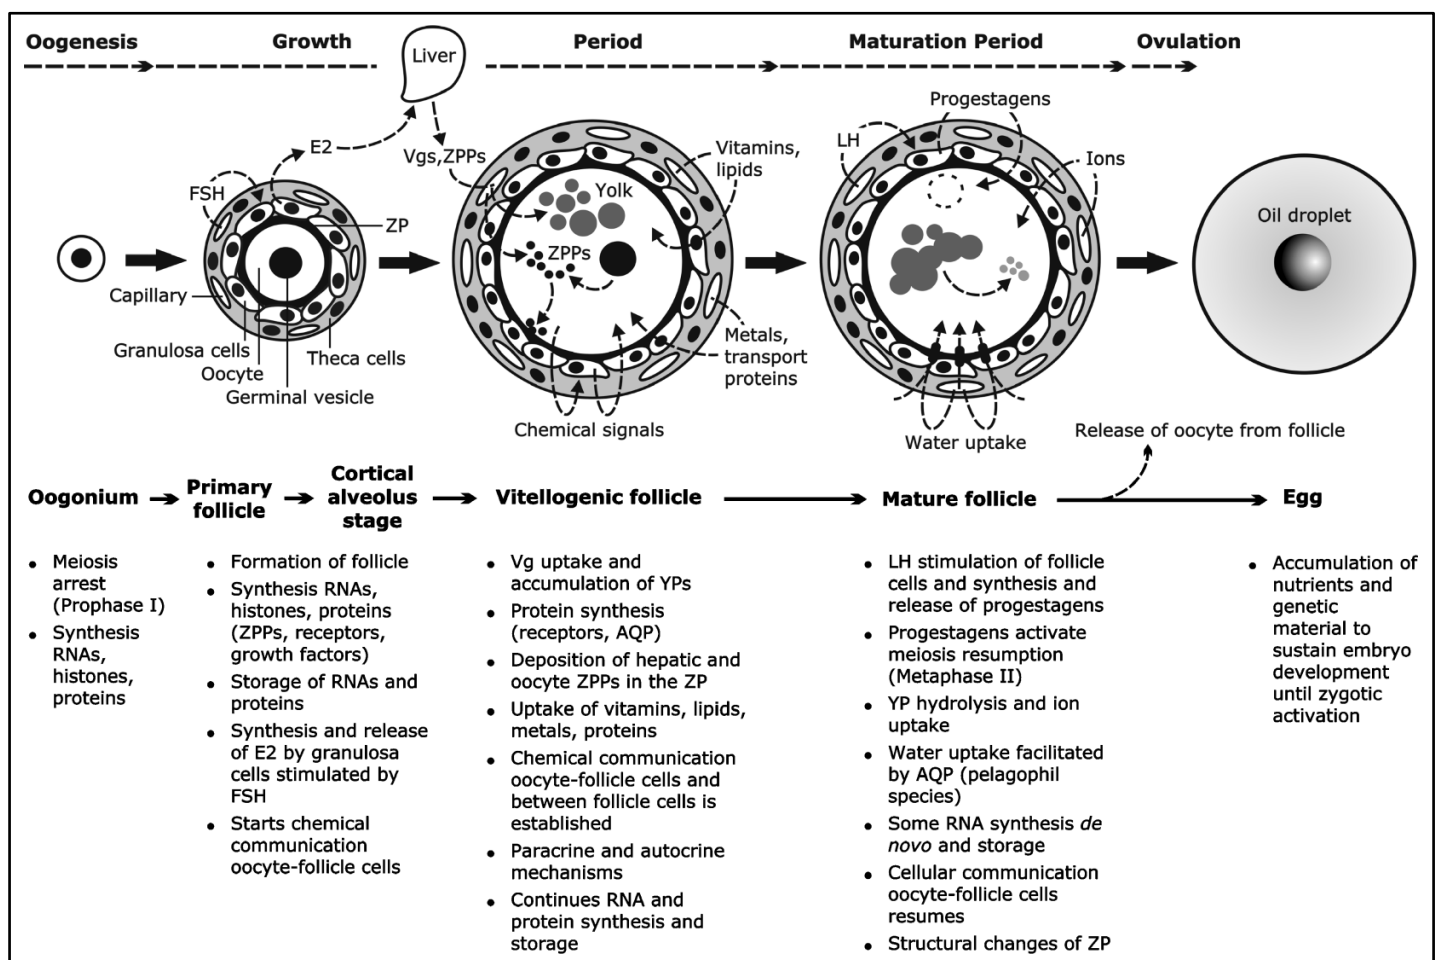 Oogenesis
Growth
Period
Maturation Period
Ovulation
Liver
E2
Vgs,ZPPs
FSH
ZP
Capillary
Granulosa cells
Oocyte
Germinal vesicle
Theca cells
Yolk
ZPPs
Vitamins,
lipids
Metals,
transport
proteins
Chemical signals
Progestagens
LH
Ions
Water uptake
Oil droplet
Release of oocyte from follicle
Oogonium
Primary
follicle
Cortical
alveolus
stage
Vitellogenic follicle
Mature follicle
Egg
• Meiosis
arrest
(Prophase I)
• Synthesis
RNAs,
histones,
proteins
• Formation of follicle
• Synthesis RNAs,
histones, proteins
(ZPPs, receptors,
growth factors)
• Storage of RNAs and
proteins
• Synthesis and release
of E2 by granulosa
cells stimulated by
FSH
• Starts chemical
communication
oocyte-follicle cells
• Vg uptake and
accumulation of YPs
• Protein synthesis
(receptors, AQP)
• Deposition of hepatic and
oocyte ZPPs in the ZP
• Uptake of vitamins, lipids,
metals, proteins
• Chemical communication
oocyte-follicle cells and
between follicle cells is
established
• Paracrine and autocrine
mechanisms
• Continues RNA and
protein synthesis and
storage
• LH stimulation of follicle
cells and synthesis and
release of progestagens
• Progestagens activate
meiosis resumption
(Metaphase II)
• YP hydrolysis and ion
uptake
• Water uptake facilitated
by AQP (pelagophil
species)
• Some RNA synthesis de
novo and storage
• Cellular communication
oocyte-follicle cells
resumes
• Structural changes of ZP
• Accumulation of
nutrients and
genetic
material to
sustain embryo
development
until zygotic
activation